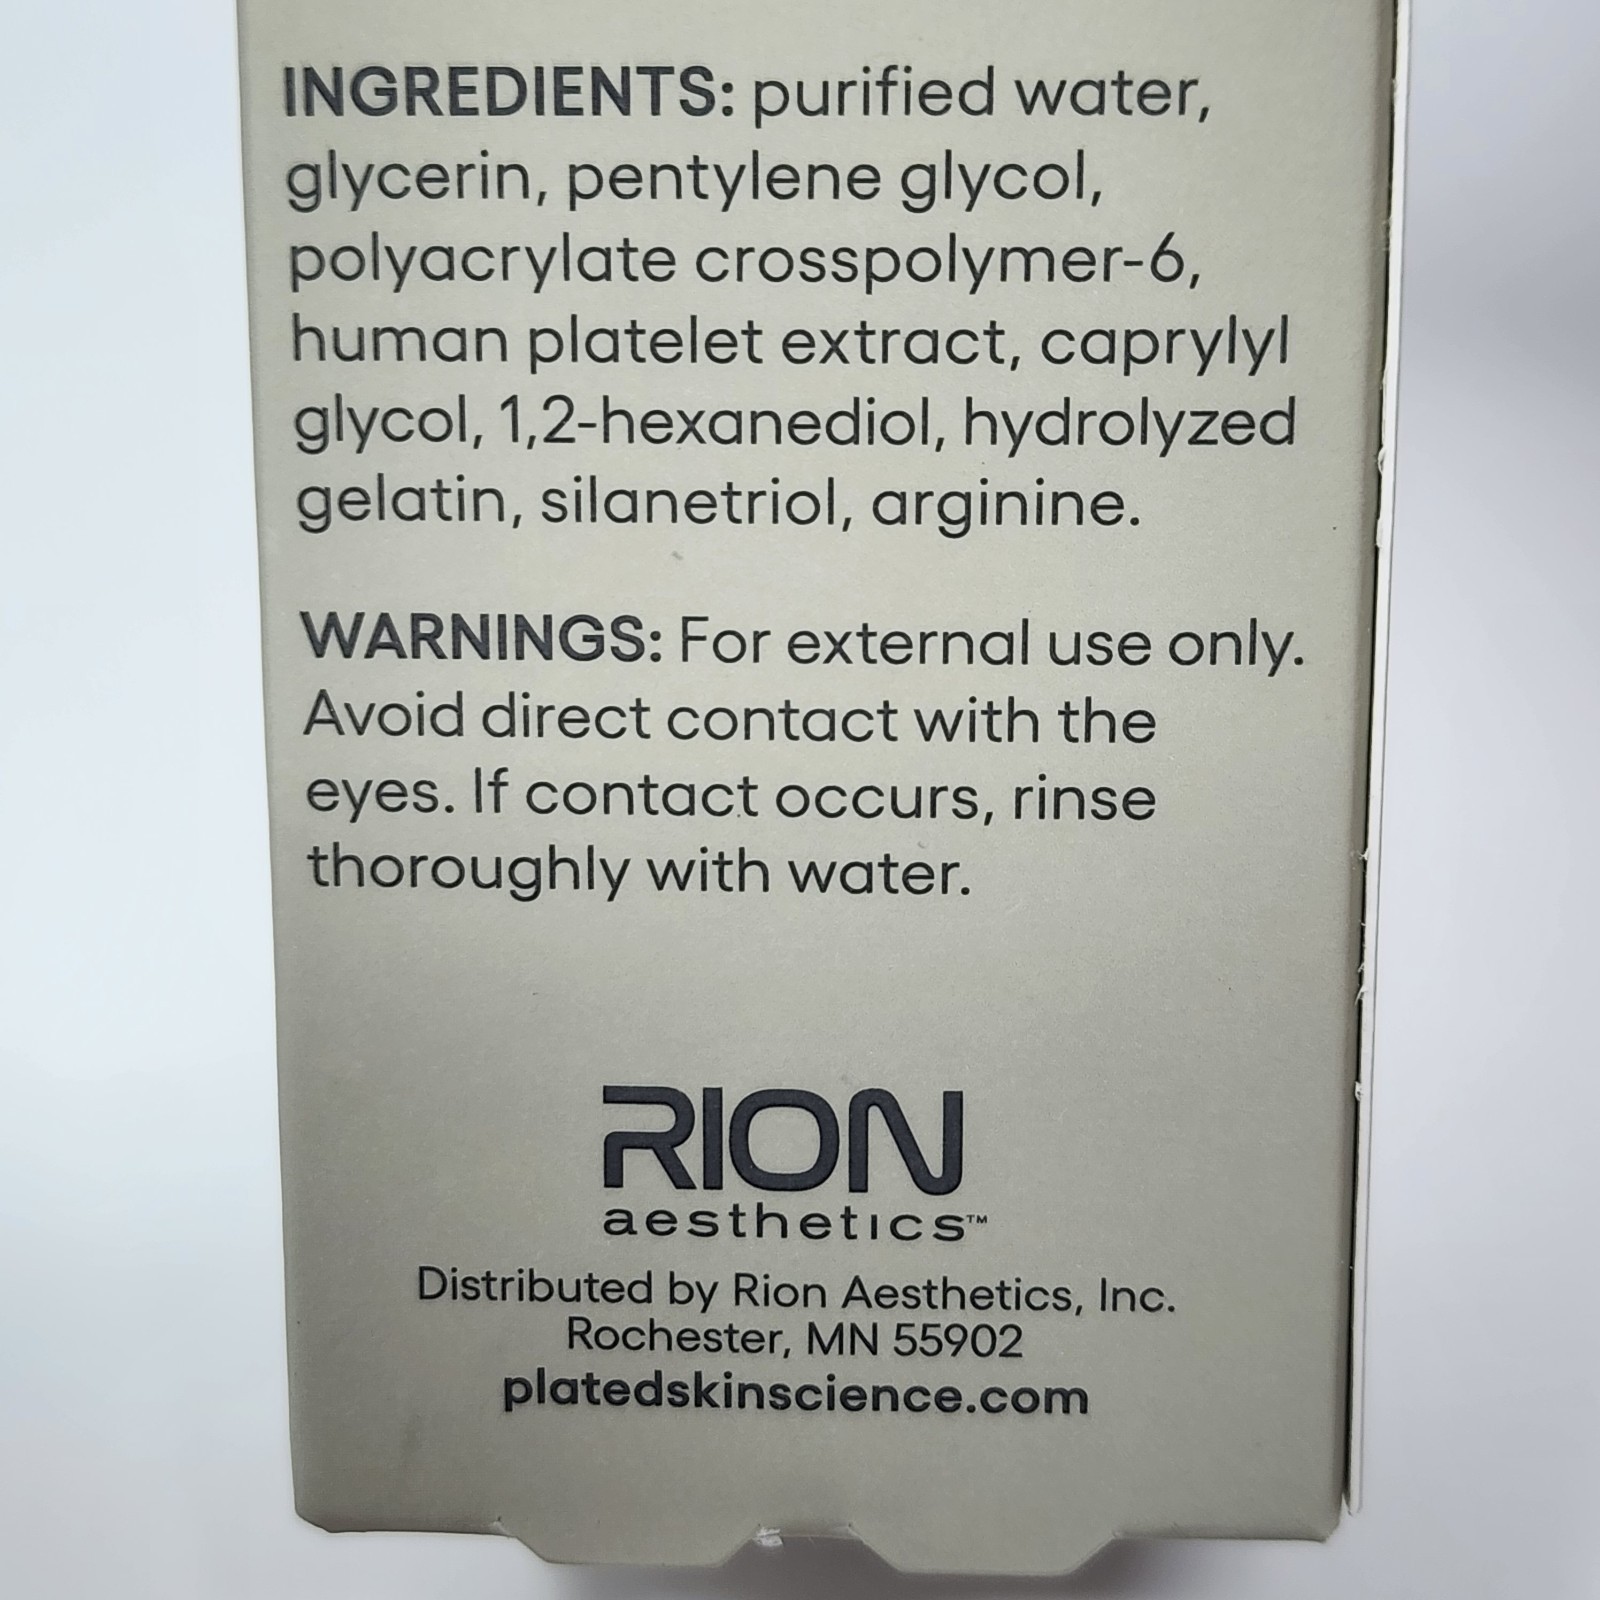 INGREDIENTS: purified water,
glycerin, pentylene glycol,
polyacrylate crosspolymer-6,
human platelet extract, caprylyl
glycol, 1,2-hexanediol, hydrolyzed
gelatin, silanetriol, arginine.
WARNINGS: For external use only.
Avoid direct contact with the
eyes. If contact occurs, rinse
thoroughly with water.
RION
aesthetics™
Distributed by Rion Aesthetics, Inc.
Rochester, MN 55902
platedskinscience.com